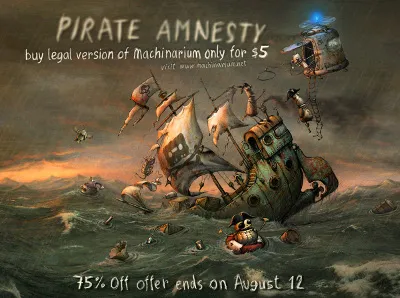 PIRATE AMNESTY
buy legal version of Machinarium only for $5
visit www.machinarium.net
75% Off offer ends on August 12